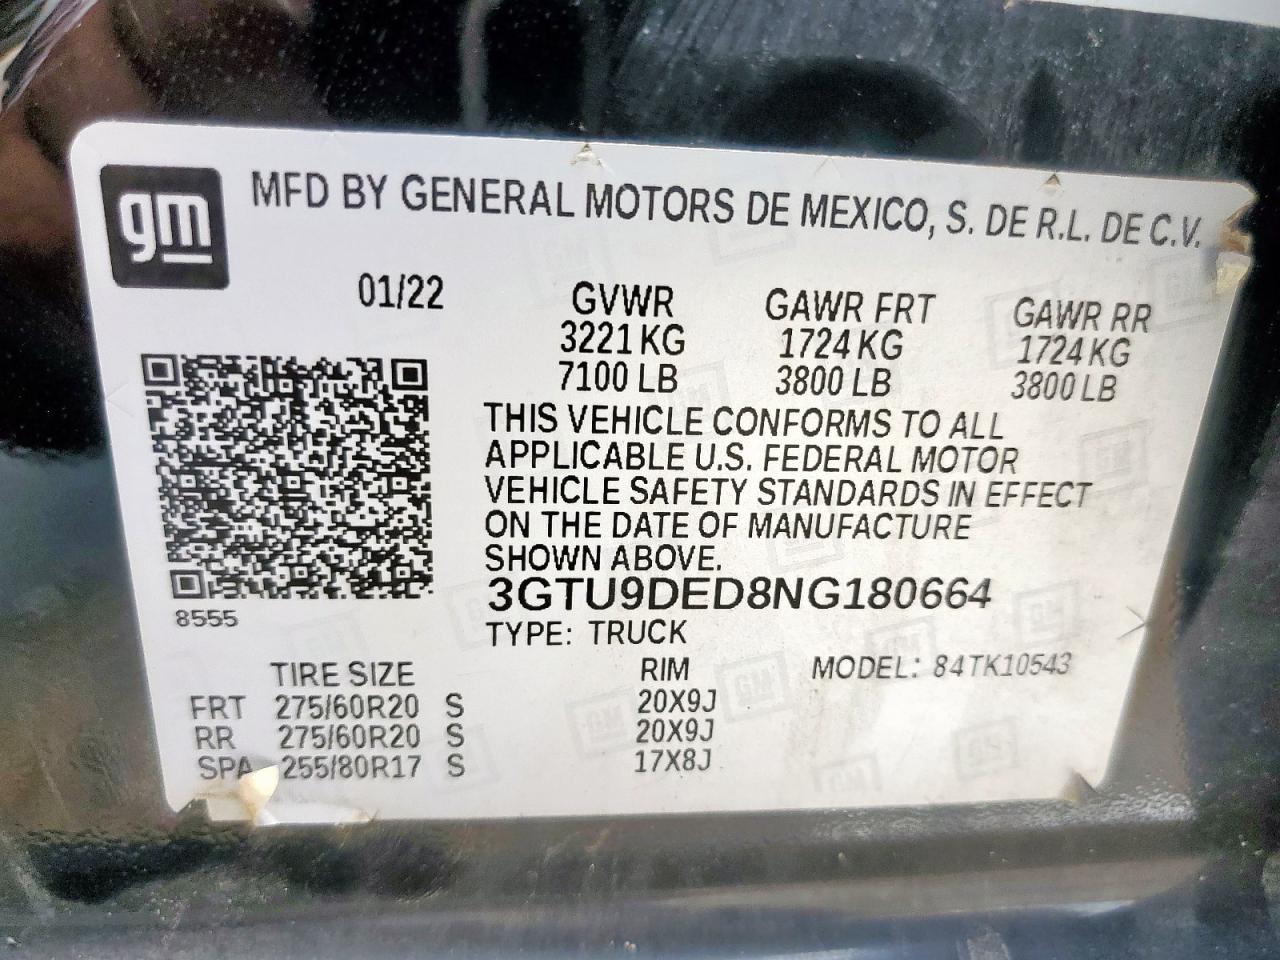 gm
MFD BY GENERAL MOTORS DE MEXICO, S. DE R.L. DE C.V.
01/22 GVWR GAWR FRT GAWR RR
3221 KG 1724 KG 1724 KG
7100 LB 3800 LB 3800 LB
THIS VEHICLE CONFORMS TO ALL
APPLICABLE U.S. FEDERAL MOTOR
VEHICLE SAFETY STANDARDS IN EFFECT
ON THE DATE OF MANUFACTURE
SHOWN ABOVE.
3GTU9DED8NG180664
8555
TYPE: TRUCK
TIRE SIZE RIM MODEL: 84TK10543
FRT 275/60R20 S 20X9J
RR 275/60R20 S 20X9J
SPA 255/80R17 S 17X8J